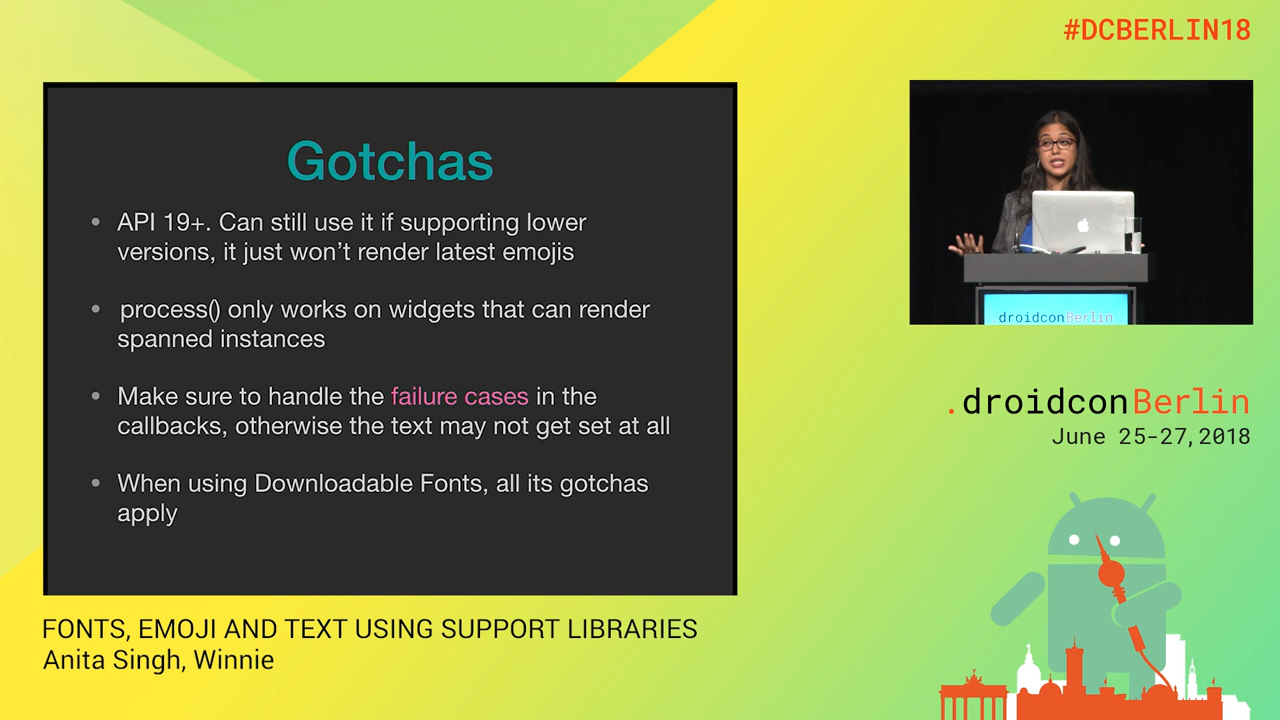 #DCBERLIN18
Gotchas
• API 19+. Can still use it if supporting lower
versions, it just won’t render latest emojis
• process() only works on widgets that can render
spanned instances
• Make sure to handle the failure cases in the
callbacks, otherwise the text may not get set at all
• When using Downloadable Fonts, all its gotchas
apply
droidconBerlin
.droidconBerlin
June 25-27, 2018
FONTS, EMOJI AND TEXT USING SUPPORT LIBRARIES
Anita Singh, Winnie